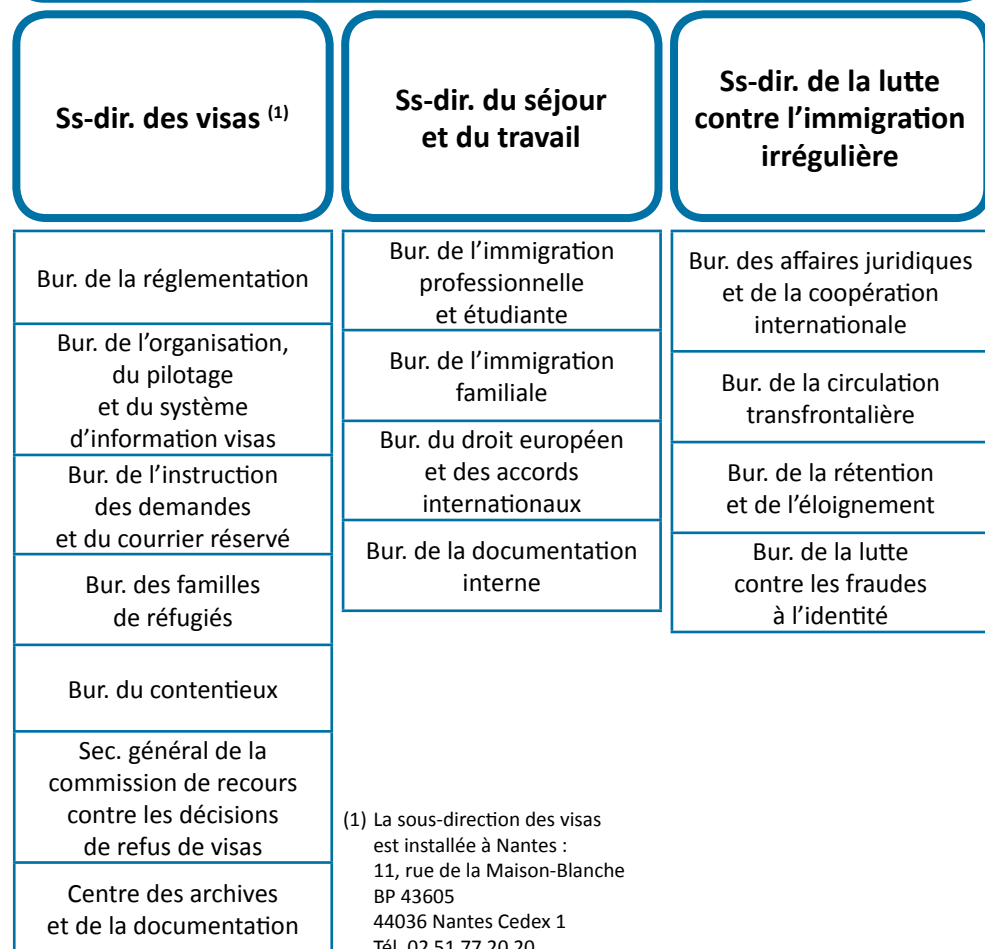 Ss-dir. des visas (1)
Ss-dir. du séjour
et du travail
Ss-dir. de la lutte
contre l’immigration
irrégulière
Bur. de la réglementation
Bur. de l’organisation,
du pilotage
et du système
d’information visas
Bur. de l’instruction
des demandes
et du courrier réservé
Bur. des familles
de réfugiés
Bur. du contentieux
Sec. général de la
commission de recours
contre les décisions
de refus de visas
Centre des archives
et de la documentation
Bur. de l’immigration
professionnelle
et étudiante
Bur. de l’immigration
familiale
Bur. du droit européen
et des accords
internationaux
Bur. de la documentation
interne
Bur. des affaires juridiques
et de la coopération
internationale
Bur. de la circulation
transfrontalière
Bur. de la rétention
et de l’éloignement
Bur. de la lutte
contre les fraudes
à l’identité
(1) La sous-direction des visas
est installée à Nantes :
11, rue de la Maison-Blanche
BP 43605
44036 Nantes Cedex 1
Tél. 02 51 77 20 20